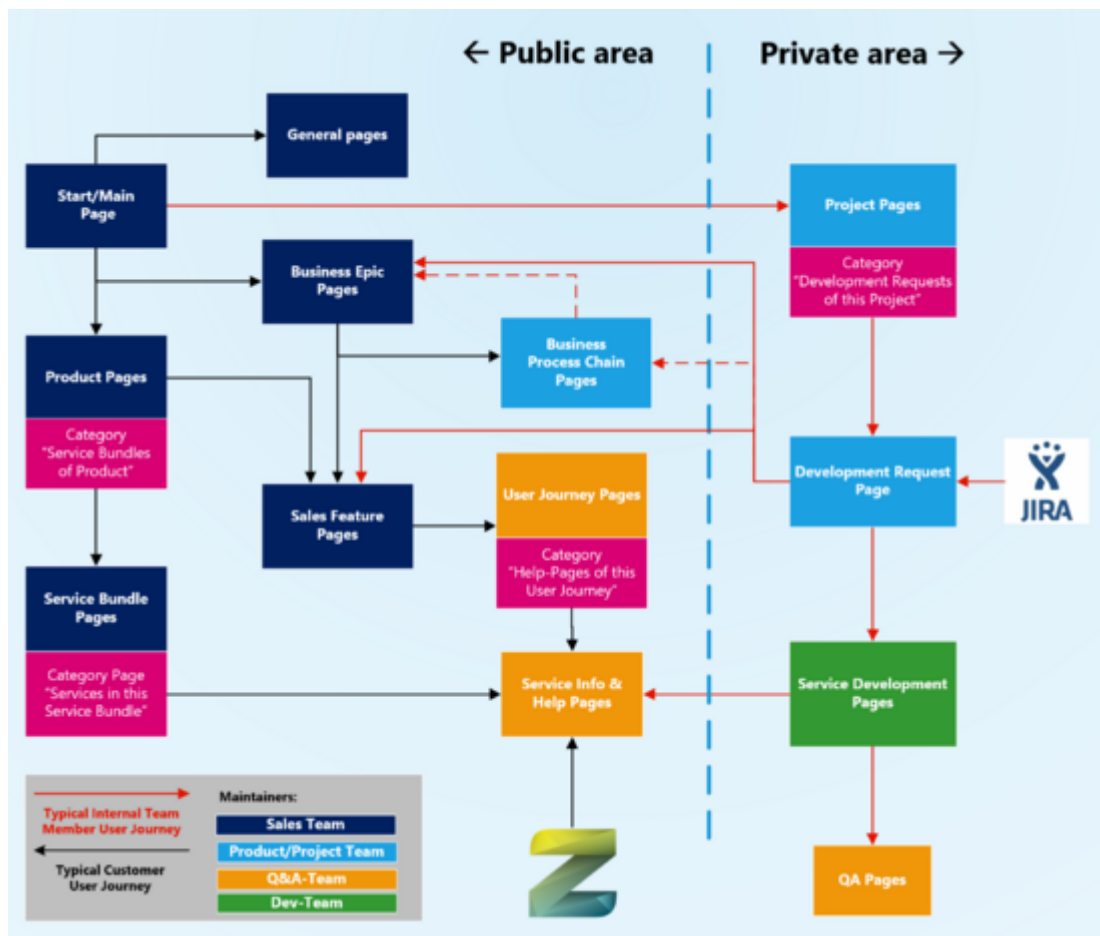 ← Public area
Private area →
General pages
Start/Main
Page
Project Pages
Category
"Development Requests
of this Project"
Business Epic
Pages
Business
Process Chain
Pages
Product Pages
Category
"Service Bundles
of Product"
Development Request
Page
JIRA
User Journey Pages
Sales Feature
Pages
Category
"Help-Pages of this
User Journey"
Service Bundle
Pages
Category Page
"Services in this
Service Bundle"
Service Info &
Help Pages
Service Development
Pages
Typical Internal Team
Member User Journey
Typical Customer
User Journey
Maintainers:
Sales Team
Product/Project Team
Q&A-Team
Dev-Team
Z
QA Pages